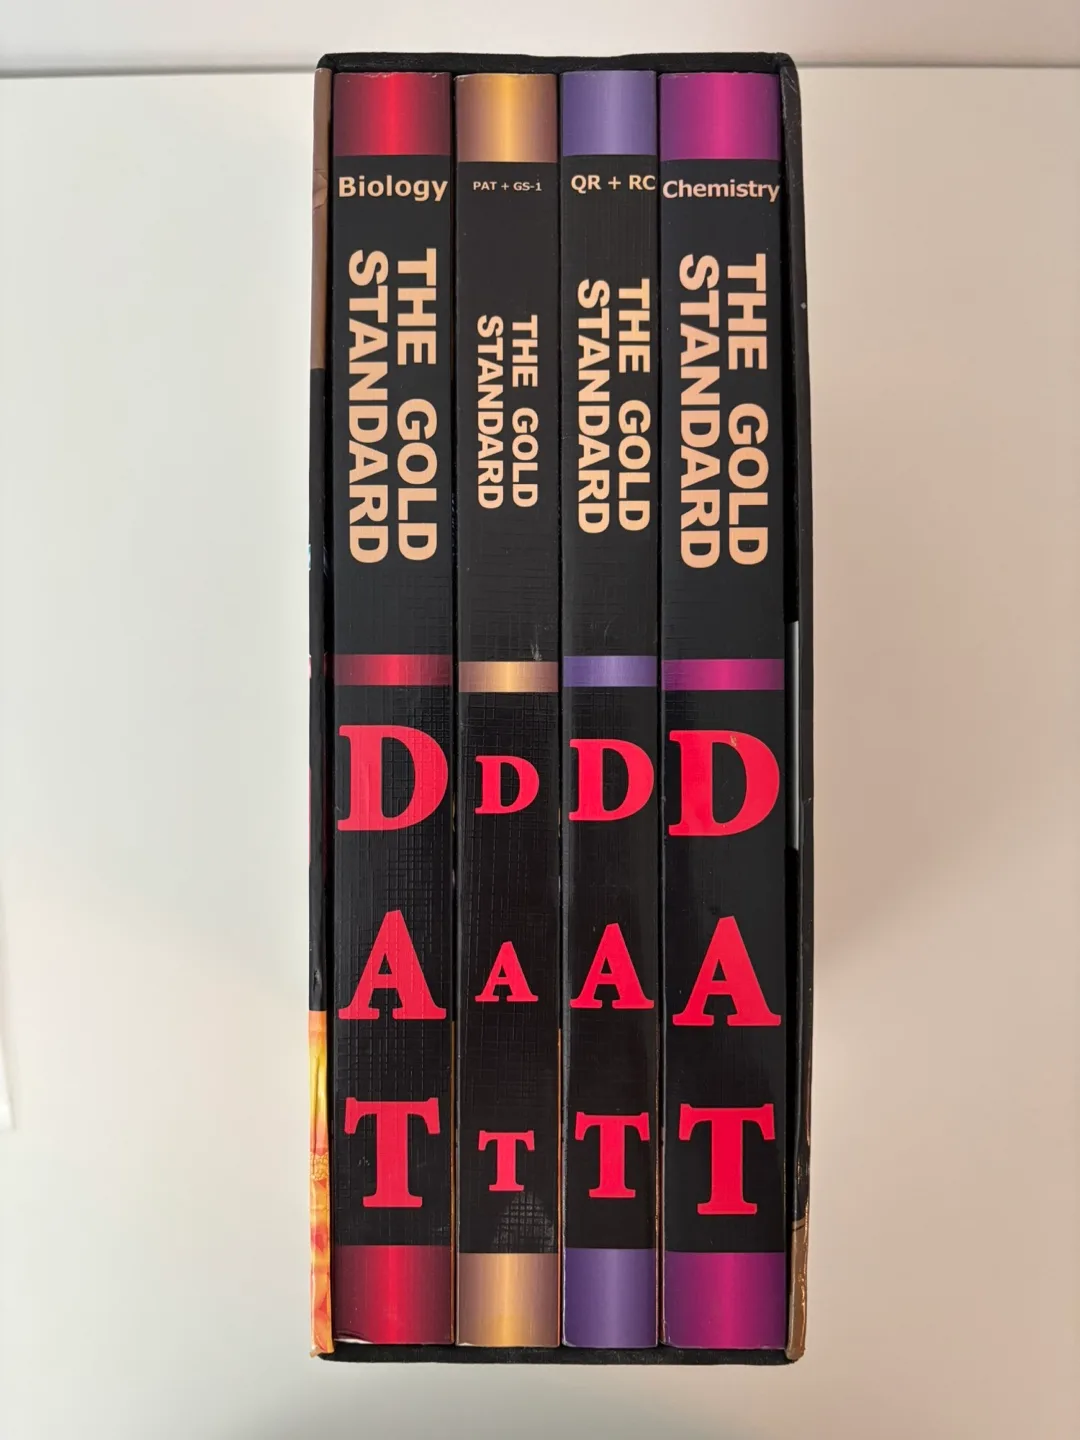 Biology
THE GOLD
STANDARD
D
A
T
PAT + GS-1
THE GOLD
STANDARD
D
A
T
QR + RC
THE GOLD
STANDARD
D
A
T
Chemistry
THE GOLD
STANDARD
D
A
T